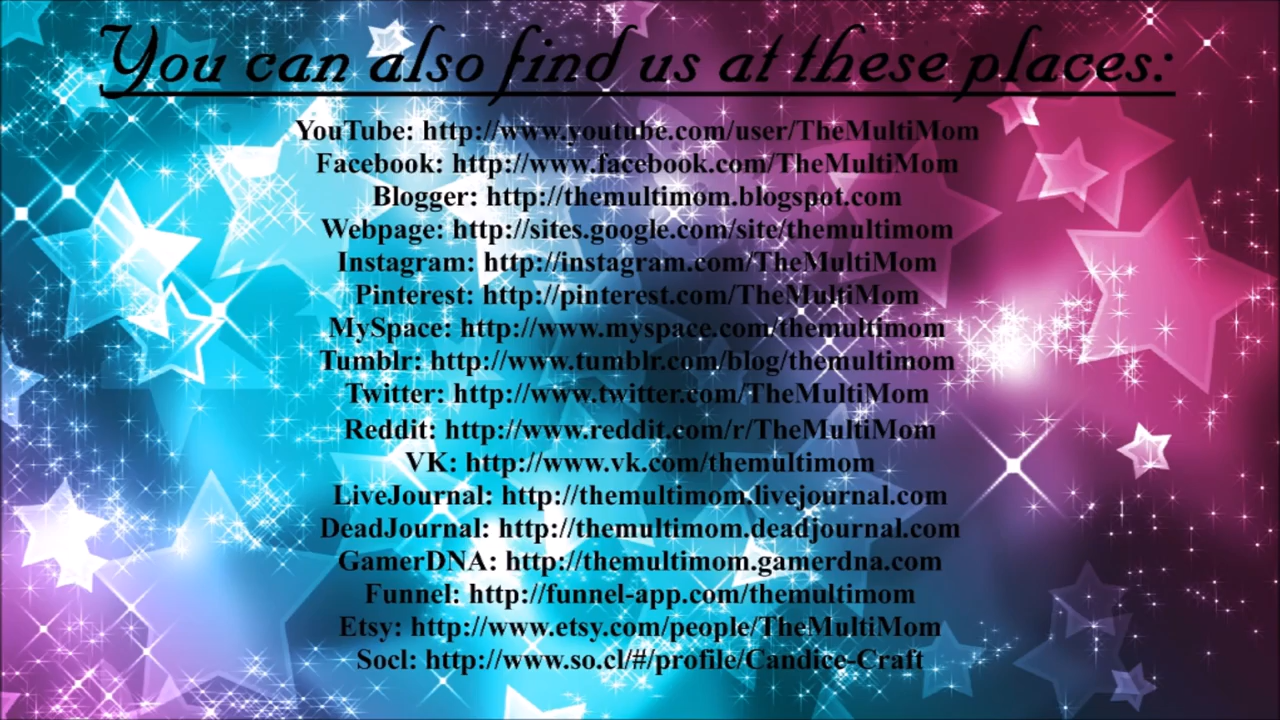 You can also find us at these places:
YouTube: http://www.youtube.com/user/TheMultiMom
Facebook: http://www.facebook.com/TheMultiMom
Blogger: http://themultimom.blogspot.com
Webpage: http://sites.google.com/site/themultimom
Instagram: http://instagram.com/TheMultiMom
Pinterest: http://pinterest.com/TheMultiMom
MySpace: http://www.myspace.com/themultimom
Tumblr: http://www.tumblr.com/blog/themultimom
Twitter: http://www.twitter.com/TheMultiMom
Reddit: http://www.reddit.com/r/TheMultiMom
VK: http://www.vk.com/themultimom
LiveJournal: http://themultimom.livejournal.com
DeadJournal: http://themultimom.deadjournal.com
GamerDNA: http://themultimom.gamerdna.com
Funnel: http://funnel-app.com/themultimom
Etsy: http://www.etsy.com/people/TheMultiMom
Socl: http://www.so.cl/#/profile/Candice-Craft